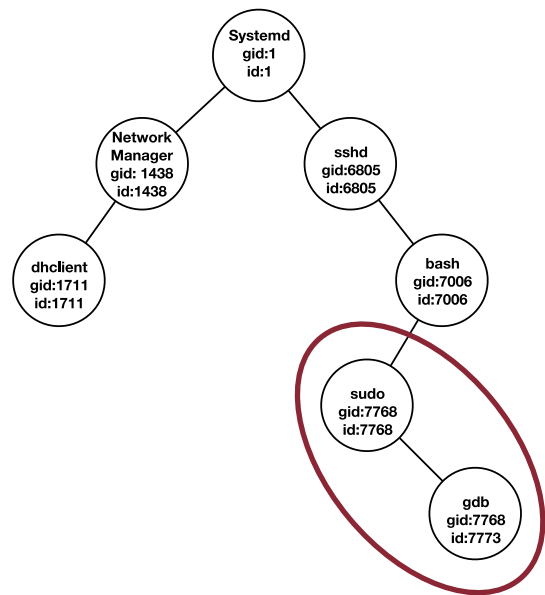 Systemd
gid:1
id:1
Network
Manager
gid: 1438
id:1438
sshd
gid:6805
id:6805
dhclient
gid:1711
id:1711
bash
gid:7006
id:7006
sudo
gid:7768
id:7768
gdb
gid:7768
id:7773